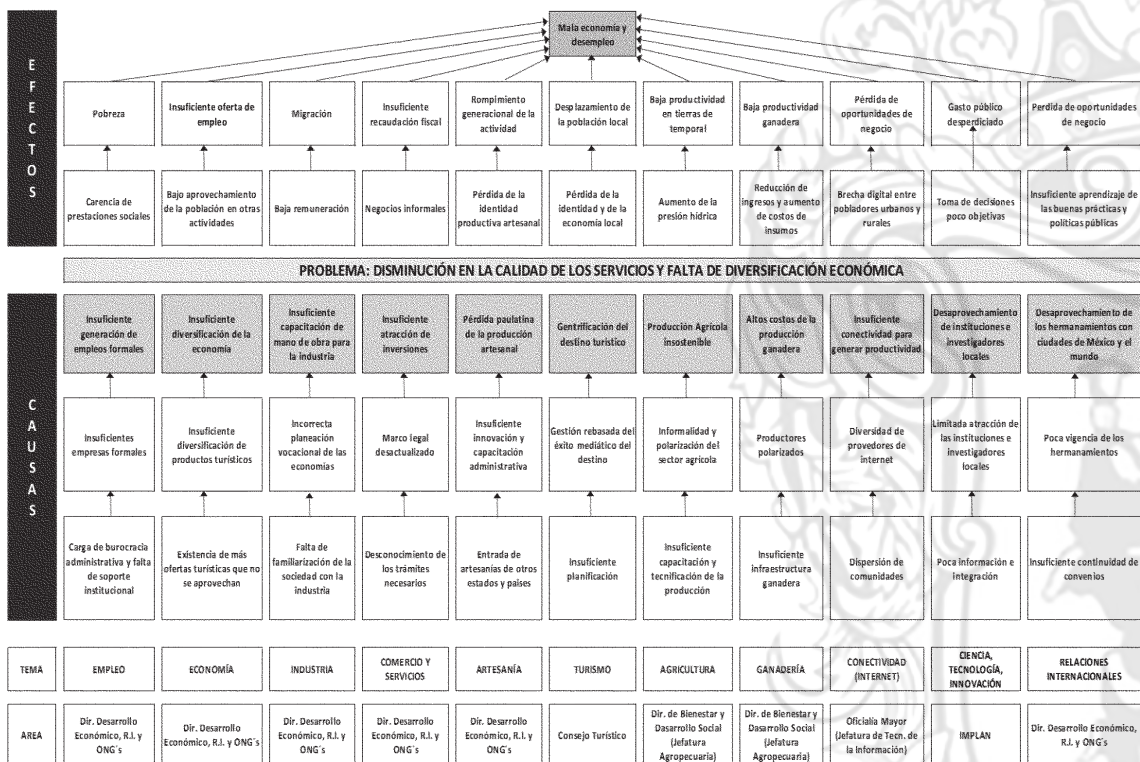 Mala economía y
desempleo
EFECTOS
Pobreza
Insuficiente oferta de
empleo
Migración
Insuficiente
recaudación fiscal
Rompimiento
generacional de la
actividad
Desplazamiento de
la población local
Baja productividad
en tierras de
temporal
Baja productividad
ganadera
Pérdida de
oportunidades de
negocio
Gasto público
desperdiciado
Perdida de oportunidades
de negocio
Carencia de
prestaciones sociales
Bajo aprovechamiento
de la población en otras
actividades
Baja remuneración
Negocios informales
Pérdida de la
identidad
productiva artesanal
Pérdida de la
identidad y de la
economía local
Aumento de la
presión hídrica
Reducción de
ingresos y aumento
de costos de
insumos
Brecha digital entre
pobladores urbanos y
rurales
Toma de decisiones
poco objetivas
Insuficiente aprendizaje de
las buenas prácticas y
políticas públicas
PROBLEMA: DISMINUCIÓN EN LA CALIDAD DE LOS SERVICIOS Y FALTA DE DIVERSIFICACIÓN ECONÓMICA
CAUSAS
Insuficiente
generación de
empleos formales
Insuficiente
diversificación de la
economía
Insuficiente
capacitación de
mano de obra para
la industria
Insuficiente
atracción de
inversiones
Pérdida paulatina
de la producción
artesanal
Gentrificación del
destino turístico
Producción Agrícola
insostenible
Altos costos de la
producción
ganadera
Insuficiente
conectividad para
generar productividad
Desaprovechamiento
de instituciones e
investigadores
locales
Desaprovechamiento de
los hermanamientos con
ciudades de México y el
mundo
Insuficientes
empresas formales
Insuficiente
diversificación de
productos turísticos
Incorrecta
planeación
vocacional de las
economías
Marco legal
desactualizado
Insuficiente
innovación y
capacitación
administrativa
Gestión rebasada del
éxito mediático del
destino
Informalidad y
polarización del
sector agrícola
Productores
polarizados
Diversidad de
provedores de
internet
Limitada atracción de
las instituciones e
investigadores
locales
Poca vigencia de los
hermanamientos
Carga de burocracia
administrativa y falta
de soporte
institucional
Existencia de más
ofertas turísticas que no
se aprovechan
Falta de
familiarización de la
sociedad con la
industria
Desconocimiento de
los trámites
necesarios
Entrada de
artesanías de otros
estados y paises
Insuficiente
planificación
Insuficiente
capacitación y
tecnificación de la
producción
Insuficiente
infraestructura
ganadera
Dispersión de
comunidades
Poca información e
integración
Insuficiente continuidad de
convenios
TEMA
EMPLEO
ECONOMÍA
INDUSTRIA
COMERCIO Y
SERVICIOS
ARTESANÍA
TURISMO
AGRICULTURA
GANADERÍA
CONECTIVIDAD
(INTERNET)
CIENCIA,
TECNOLOGÍA,
INNOVACIÓN
RELACIONES
INTERNACIONALES
AREA
Dir. Desarrollo
Económico, R.I. y
ONG´s
Dir. Desarrollo
Económico, R.I. y ONG´s
Dir. Desarrollo
Económico, R.I. y
ONG´s
Dir. Desarrollo
Económico, R.I. y
ONG´s
Dir. Desarrollo
Económico, R.I. y
ONG´s
Consejo Turístico
Dir. de Bienestar y
Dasarrollo Social
(Jefatura
Agropecuaria)
Dir. de Bienestar y
Dasarrollo Social
(Jefatura
Agropecuaria)
Oficialía Mayor
(Jefatura de Tecn. de
la Información)
IMPLAN
Dir. Desarrollo Económico,
R.I. y ONG´s